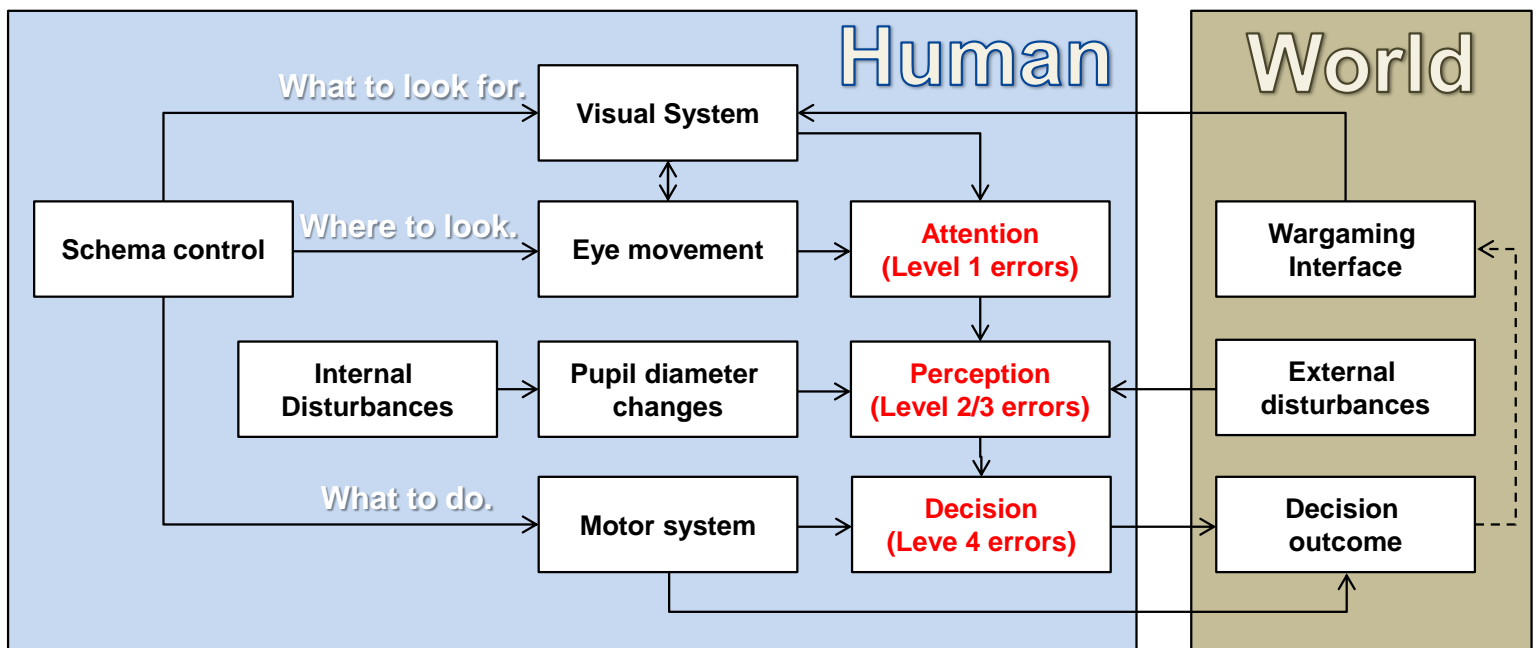 Human
World
What to look for.
Visual System
Schema control
Where to look.
Eye movement
Attention
(Level 1 errors)
Wargaming
Interface
Internal
Disturbances
Pupil diameter
changes
Perception
(Level 2/3 errors)
External
disturbances
What to do.
Motor system
Decision
(Leve 4 errors)
Decision
outcome